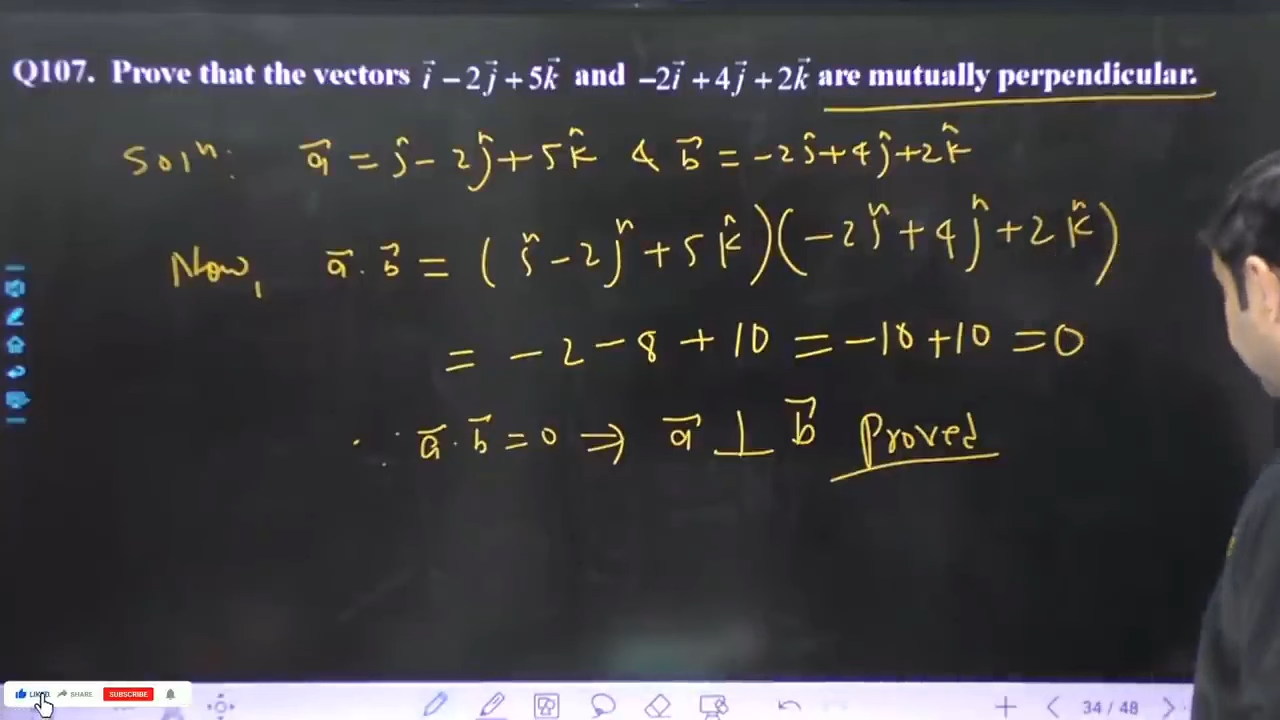 Q107. Prove that the vectors i⃗ − 2j⃗ + 5k⃗ and −2i⃗ + 4j⃗ + 2k⃗ are mutually perpendicular.
Solⁿ: a⃗ = î − 2ĵ + 5k̂ & b⃗ = −2î + 4ĵ + 2k̂
Now, a⃗ · b⃗ = (î − 2ĵ + 5k̂)(−2î + 4ĵ + 2k̂)
= −2 − 8 + 10 = −10 + 10 = 0
∵ a⃗ · b⃗ = 0 ⇒ a⃗ ⊥ b⃗ Proved
LIKED SHARE SUBSCRIBE
34 / 48